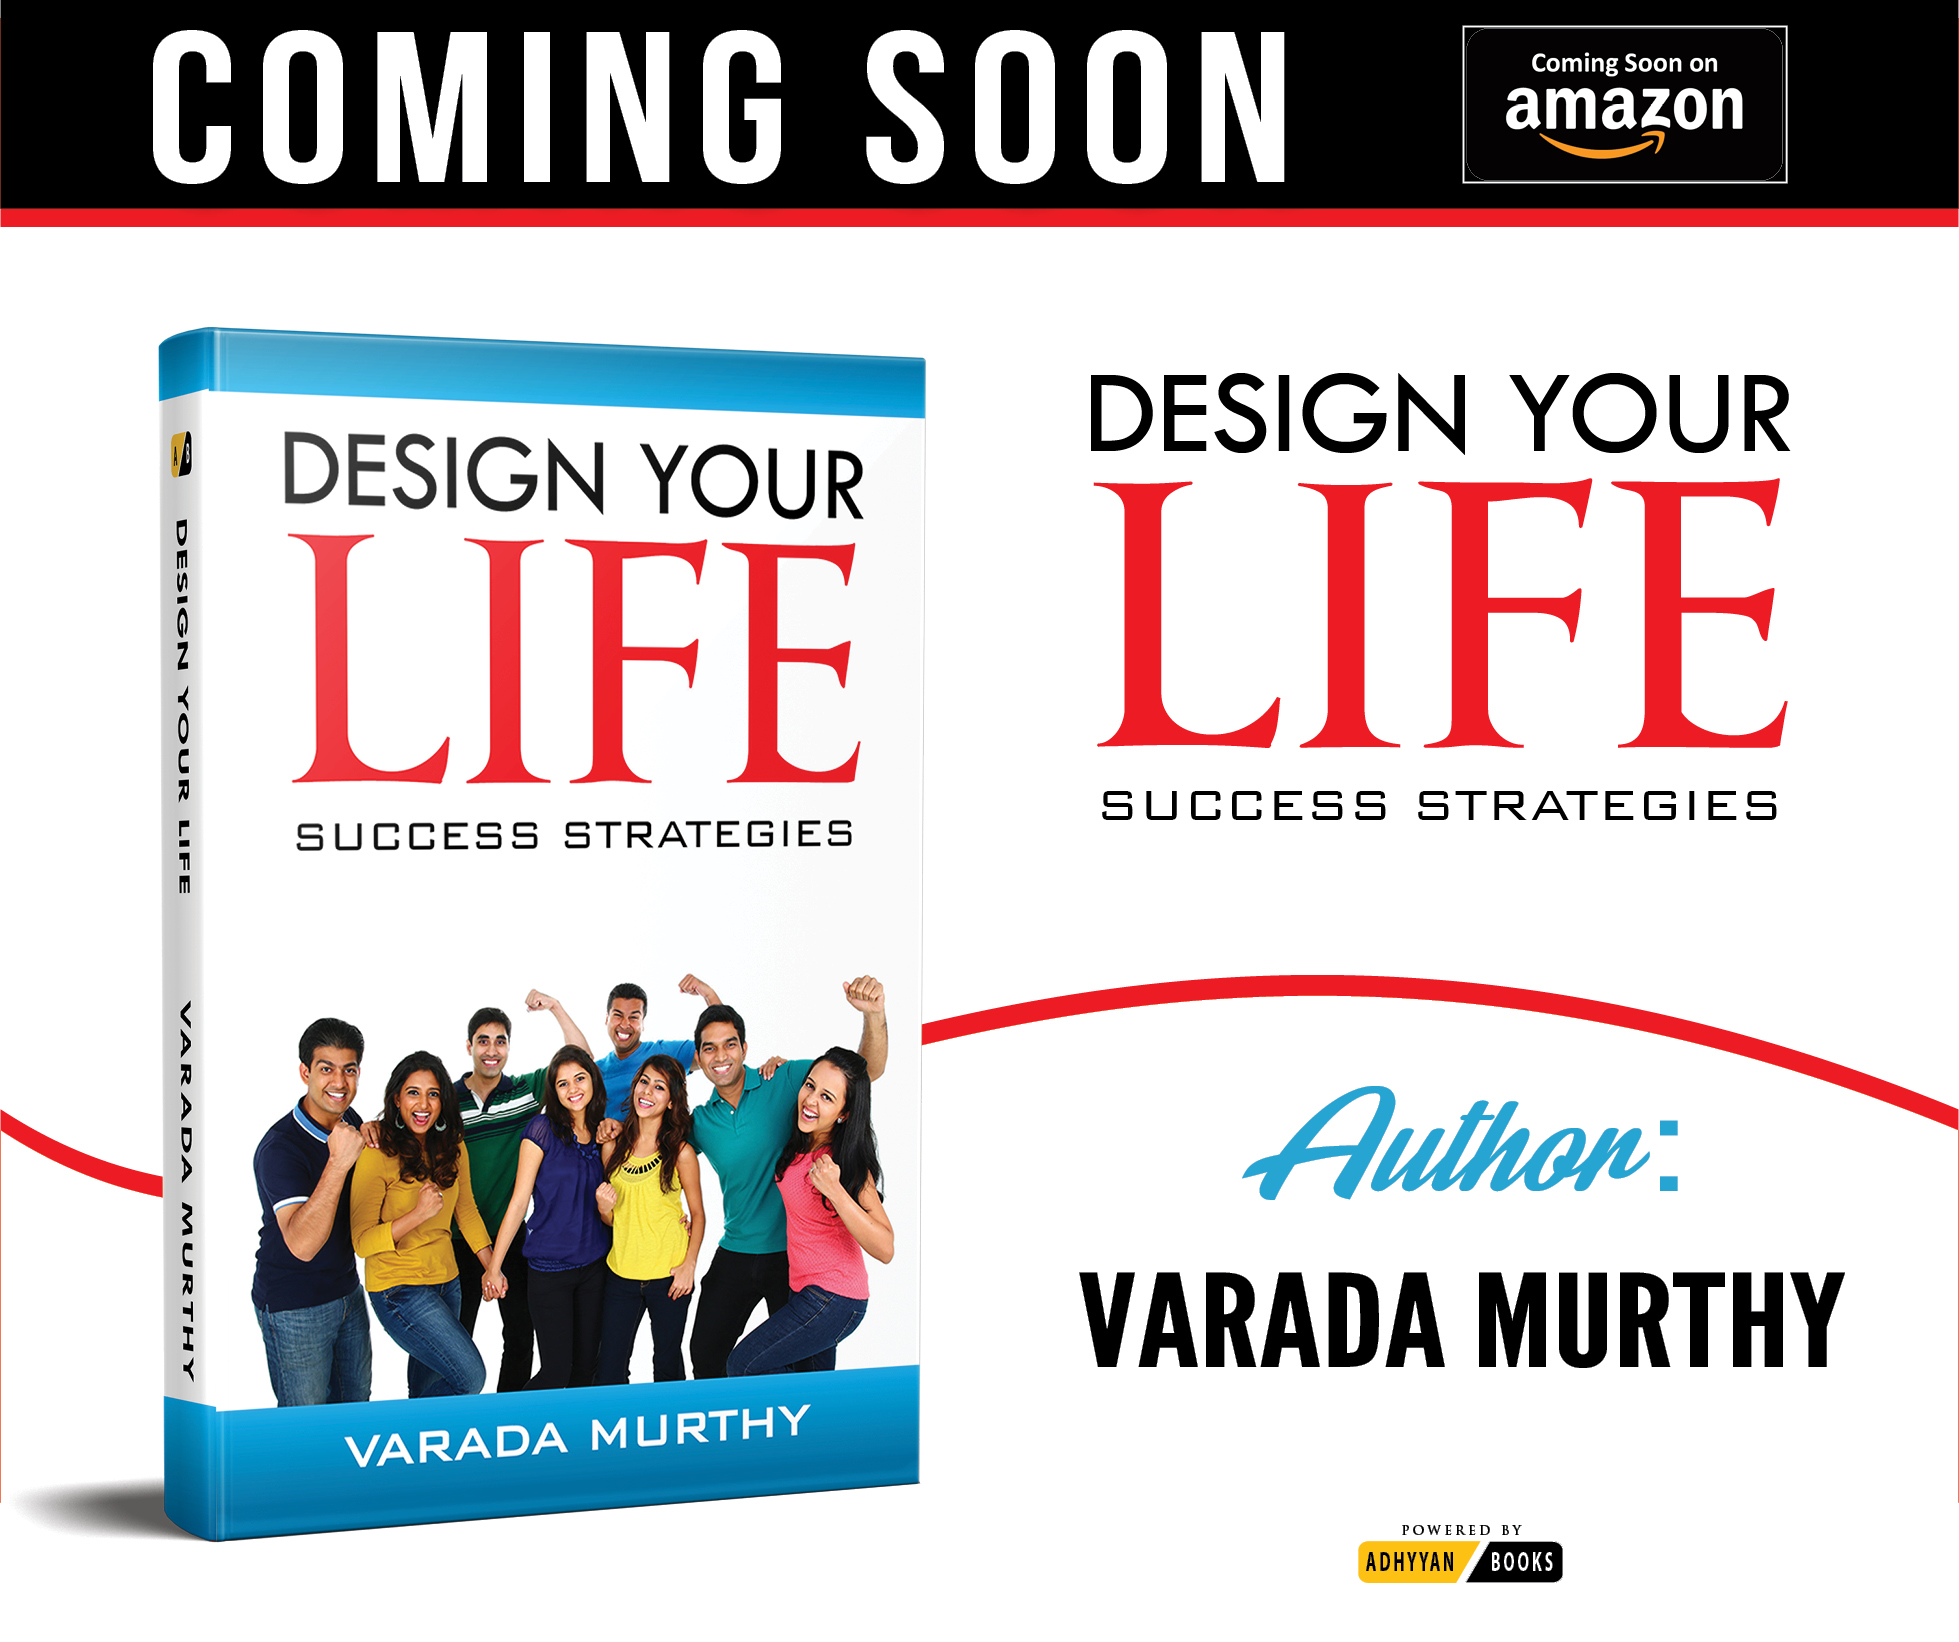 COMING SOON
Coming Soon on
amazon
A/B
DESIGN YOUR LIFE
VARADA MURTHY
DESIGN YOUR
LIFE
SUCCESS STRATEGIES
VARADA MURTHY
DESIGN YOUR
LIFE
SUCCESS STRATEGIES
Author:
VARADA MURTHY
POWERED BY
ADHYYAN/BOOKS